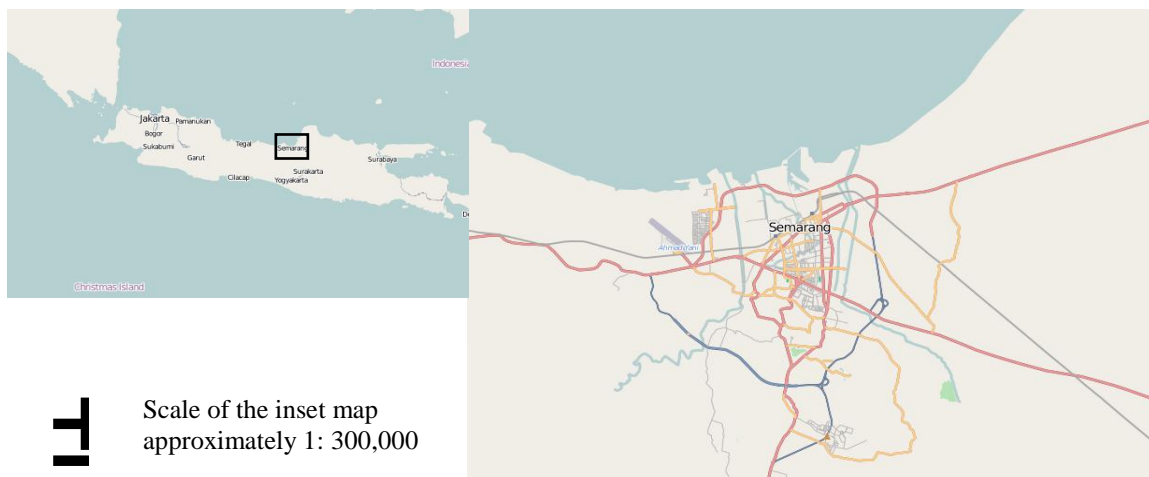 Indonesia
Jakarta
Pamanukan
Bogor
Sukabumi
Garut
Tegal
Semarang
Surabaya
Cilacap
Surakarta
Yogyakarta
De
Christmas Island
Semarang
Ahmad Yani
Scale of the inset map
approximately 1: 300,000